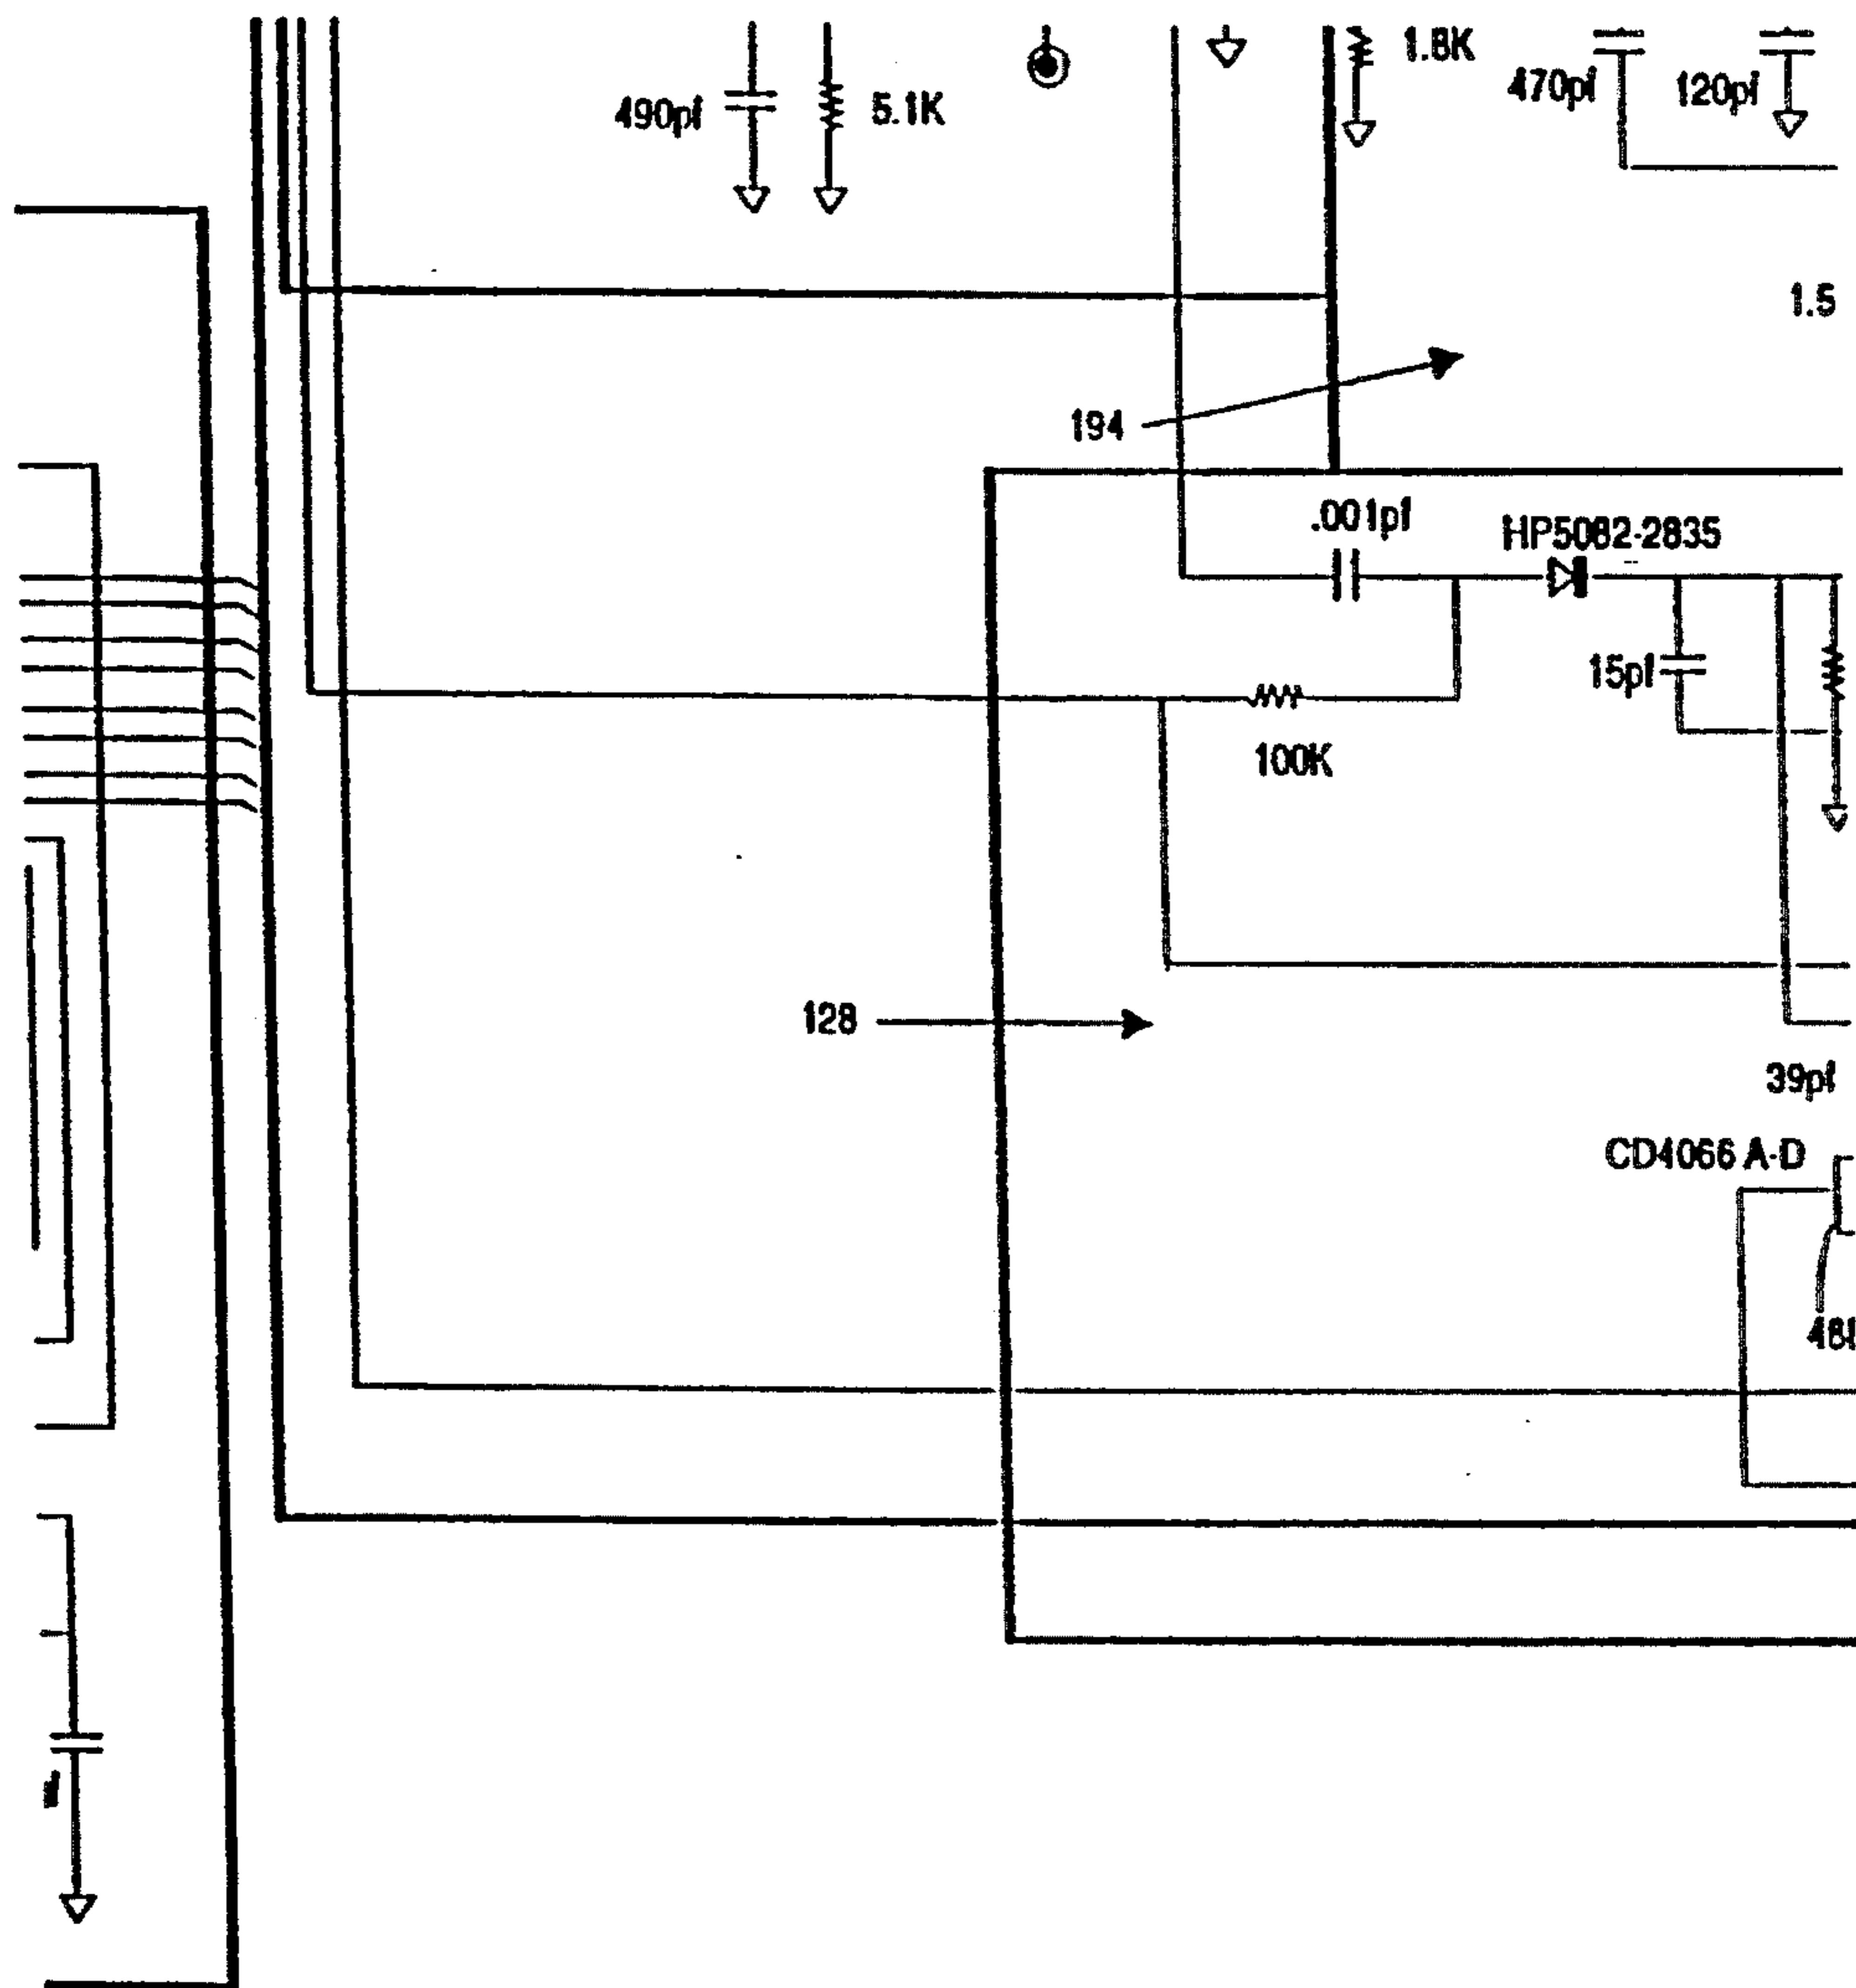 1.8K
470pf
120pf
490pf
5.1K
1.5
194
.001pf
HP5082-2835
15pf
100K
128
39pf
CD4066 A-D